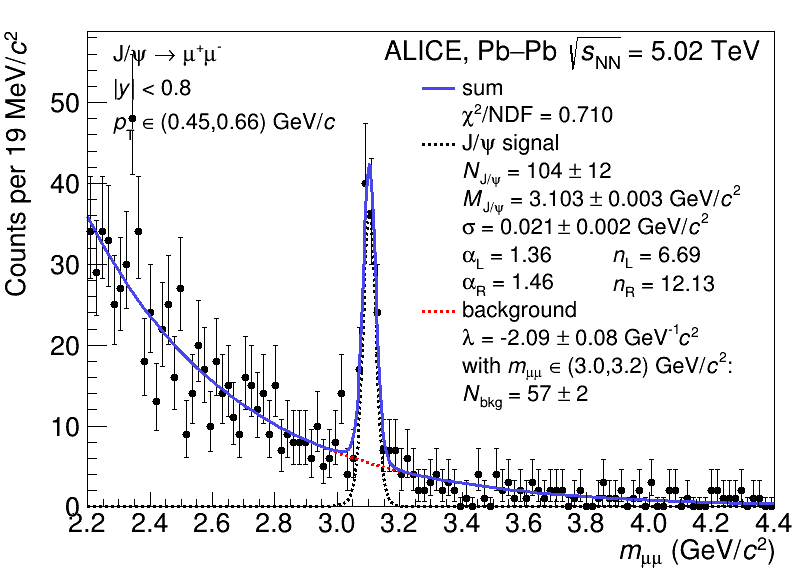 J/ψ → μ⁺μ⁻
|y| < 0.8
p_T ∈ (0.45,0.66) GeV/c
ALICE, Pb–Pb √s_NN = 5.02 TeV
sum
χ²/NDF = 0.710
J/ψ signal
N_J/ψ = 104 ± 12
M_J/ψ = 3.103 ± 0.003 GeV/c²
σ = 0.021 ± 0.002 GeV/c²
α_L = 1.36 n_L = 6.69
α_R = 1.46 n_R = 12.13
background
λ = -2.09 ± 0.08 GeV⁻¹c²
with m_μμ ∈ (3.0,3.2) GeV/c²:
N_bkg = 57 ± 2
Counts per 19 MeV/c²
50
40
30
20
10
0
2.2 2.4 2.6 2.8 3.0 3.2 3.4 3.6 3.8 4.0 4.2 4.4
m_μμ (GeV/c²)